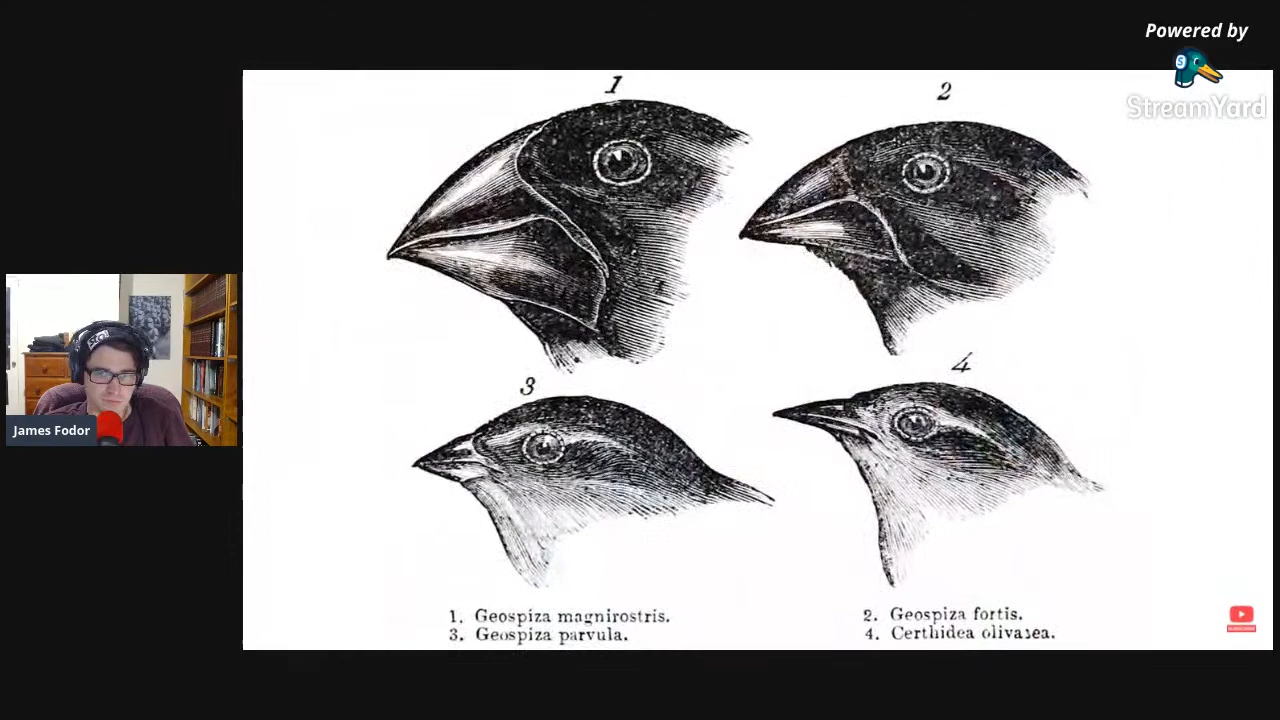 Powered by
StreamYard
1
2
3
4
1. Geospiza magnirostris.
2. Geospiza fortis.
3. Geospiza parvula.
4. Certhidea olivasea.
James Fodor